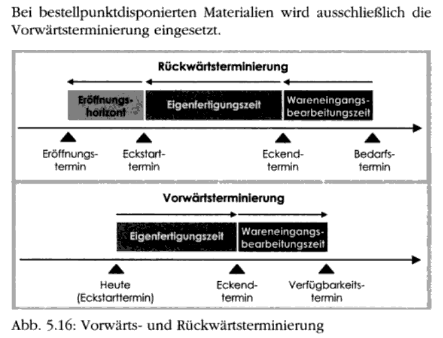 Bei bestellpunktdisponierten Materialien wird ausschließlich die
Vorwärtsterminierung eingesetzt.
Rückwärtsterminierung
Eröffnungs-
horizont
Eigenfertigungszeit
Wareneingangs-
bearbeitungszeit
Eröffnungs-
termin
Eckstart-
termin
Eckend-
termin
Bedarfs-
termin
Vorwärtsterminierung
Eigenfertigungszeit
Wareneingangs-
bearbeitungszeit
Heute
(Eckstarttermin)
Eckend-
termin
Verfügbarkeits-
termin
Abb. 5.16: Vorwärts- und Rückwärtsterminierung